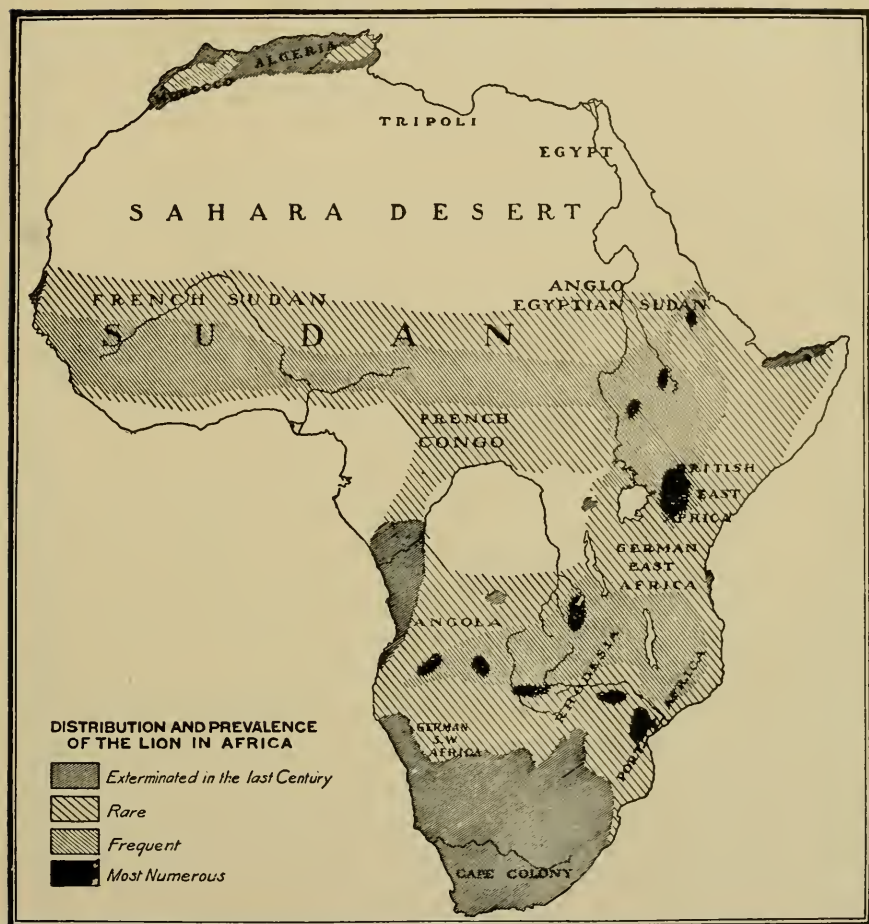 ALGERIA
MOROCCO
TRIPOLI
EGYPT
SAHARA DESERT
FRENCH SUDAN
ANGLO
EGYPTIAN SUDAN
SUDAN
FRENCH
CONGO
BRITISH
EAST
AFRICA
GERMAN
EAST
AFRICA
ANGOLA
RHODESIA
PORT. E. AFRICA
GERMAN
S.W.
AFRICA
CAPE COLONY
DISTRIBUTION AND PREVALENCE
OF THE LION IN AFRICA
Exterminated in the last Century
Rare
Frequent
Most Numerous